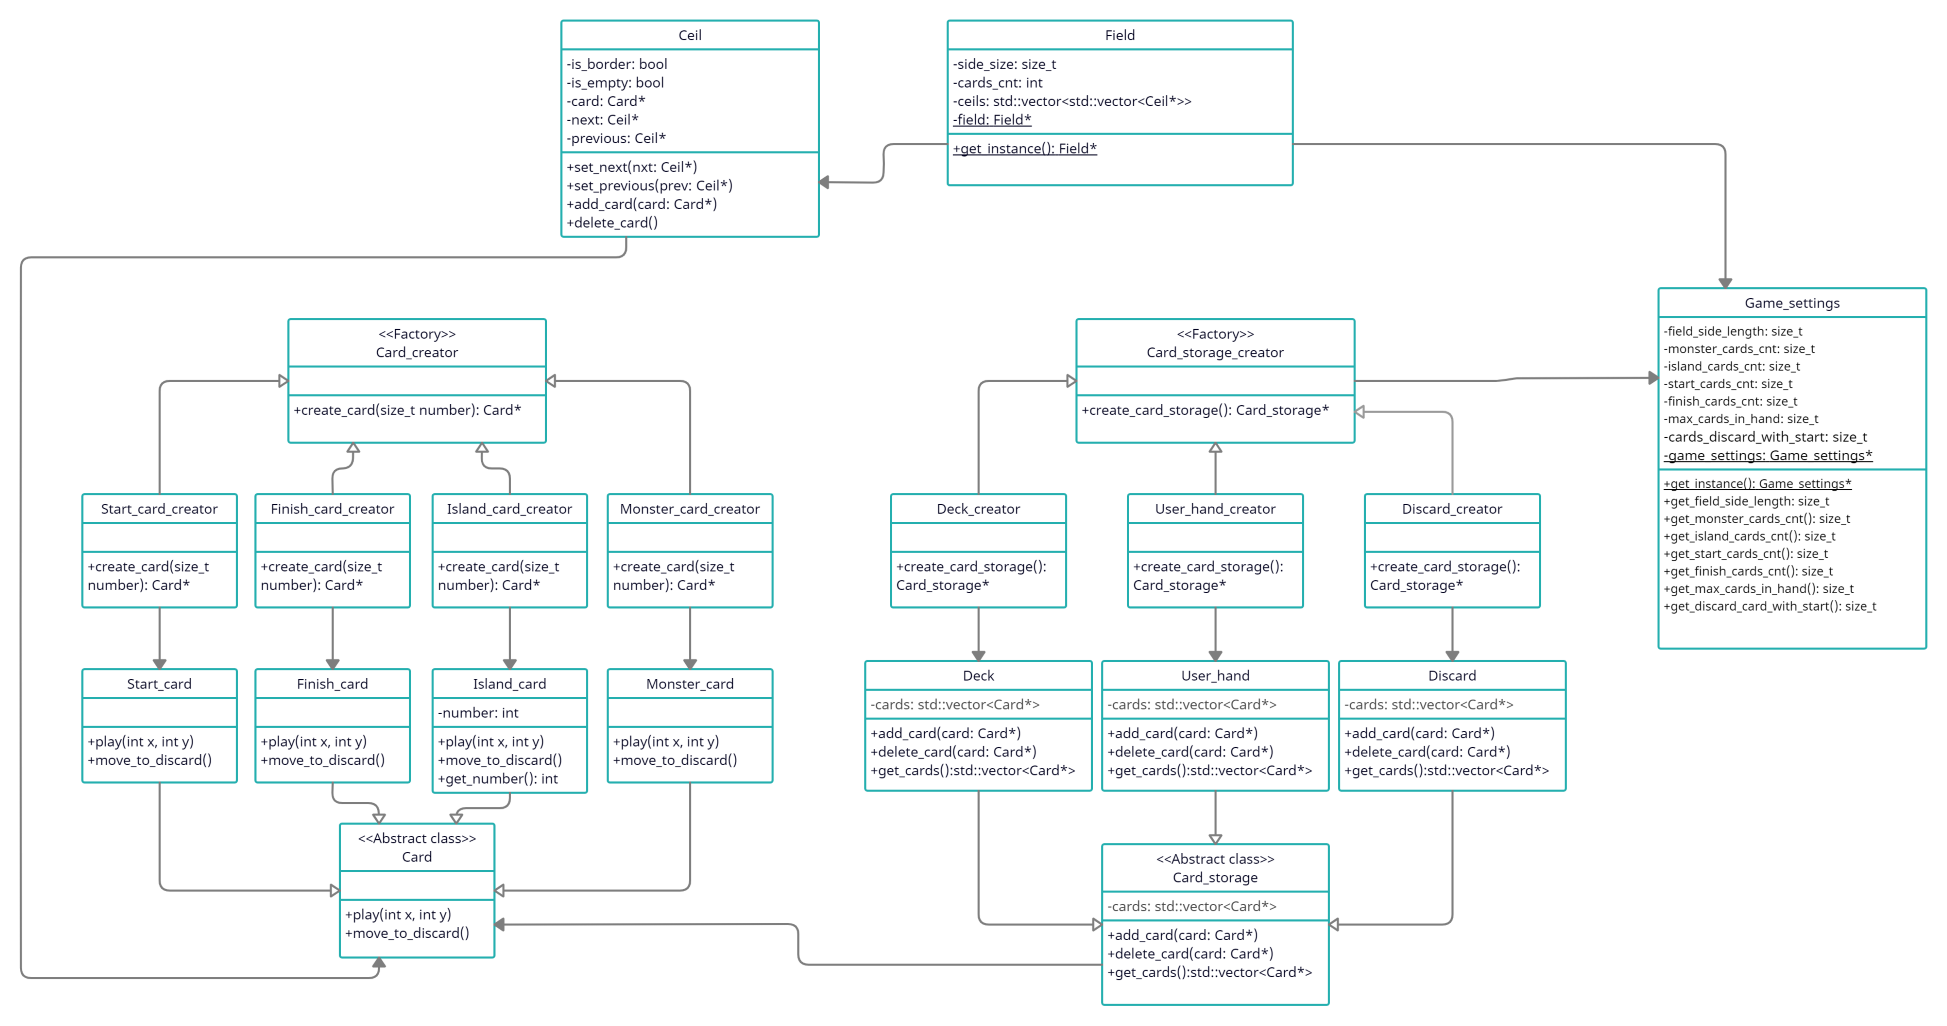 Ceil
-is_border: bool
-is_empty: bool
-card: Card*
-next: Ceil*
-previous: Ceil*
+set_next(nxt: Ceil*)
+set_previous(prev: Ceil*)
+add_card(card: Card*)
+delete_card()
Field
-side_size: size_t
-cards_cnt: int
-ceils: std::vector<std::vector<Ceil*>>
-field: Field*
+get_instance(): Field*
<<Factory>>
Card_creator
+create_card(size_t number): Card*
<<Factory>>
Card_storage_creator
+create_card_storage(): Card_storage*
Game_settings
-field_side_length: size_t
-monster_cards_cnt: size_t
-island_cards_cnt: size_t
-start_cards_cnt: size_t
-finish_cards_cnt: size_t
-max_cards_in_hand: size_t
-cards_discard_with_start: size_t
-game_settings: Game_settings*
+get_instance(): Game_settings*
+get_field_side_length: size_t
+get_monster_cards_cnt(): size_t
+get_island_cards_cnt(): size_t
+get_start_cards_cnt(): size_t
+get_finish_cards_cnt(): size_t
+get_max_cards_in_hand(): size_t
+get_discard_card_with_start(): size_t
Start_card_creator
+create_card(size_t
number): Card*
Finish_card_creator
+create_card(size_t
number): Card*
Island_card_creator
+create_card(size_t
number): Card*
Monster_card_creator
+create_card(size_t
number): Card*
Deck_creator
+create_card_storage():
Card_storage*
User_hand_creator
+create_card_storage():
Card_storage*
Discard_creator
+create_card_storage():
Card_storage*
Start_card
+play(int x, int y)
+move_to_discard()
Finish_card
+play(int x, int y)
+move_to_discard()
Island_card
-number: int
+play(int x, int y)
+move_to_discard()
+get_number(): int
Monster_card
+play(int x, int y)
+move_to_discard()
Deck
-cards: std::vector<Card*>
+add_card(card: Card*)
+delete_card(card: Card*)
+get_cards():std::vector<Card*>
User_hand
-cards: std::vector<Card*>
+add_card(card: Card*)
+delete_card(card: Card*)
+get_cards():std::vector<Card*>
Discard
-cards: std::vector<Card*>
+add_card(card: Card*)
+delete_card(card: Card*)
+get_cards():std::vector<Card*>
<<Abstract class>>
Card
+play(int x, int y)
+move_to_discard()
<<Abstract class>>
Card_storage
-cards: std::vector<Card*>
+add_card(card: Card*)
+delete_card(card: Card*)
+get_cards():std::vector<Card*>